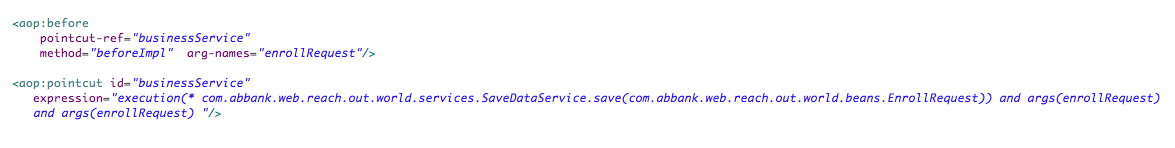 <aop:before
pointcut-ref="businessService"
method="beforeImpl"  arg-names="enrollRequest"/>
<aop:pointcut id="businessService"
expression="execution(* com.abbank.web.reach.out.world.services.SaveDataService.save(com.abbank.web.reach.out.world.beans.EnrollRequest)) and args(enrollRequest)
and args(enrollRequest) "/>